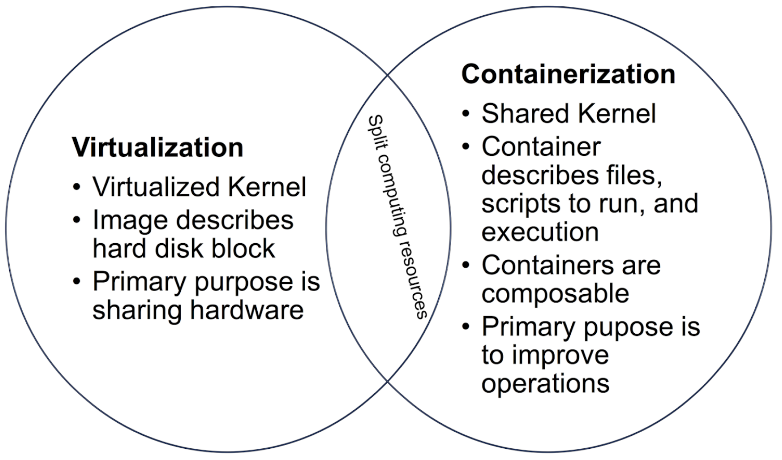 Virtualization
• Virtualized Kernel
• Image describes
hard disk block
• Primary purpose is
sharing hardware
Split computing resources
Containerization
• Shared Kernel
• Container
describes files,
scripts to run, and
execution
• Containers are
composable
• Primary pupose is
to improve
operations